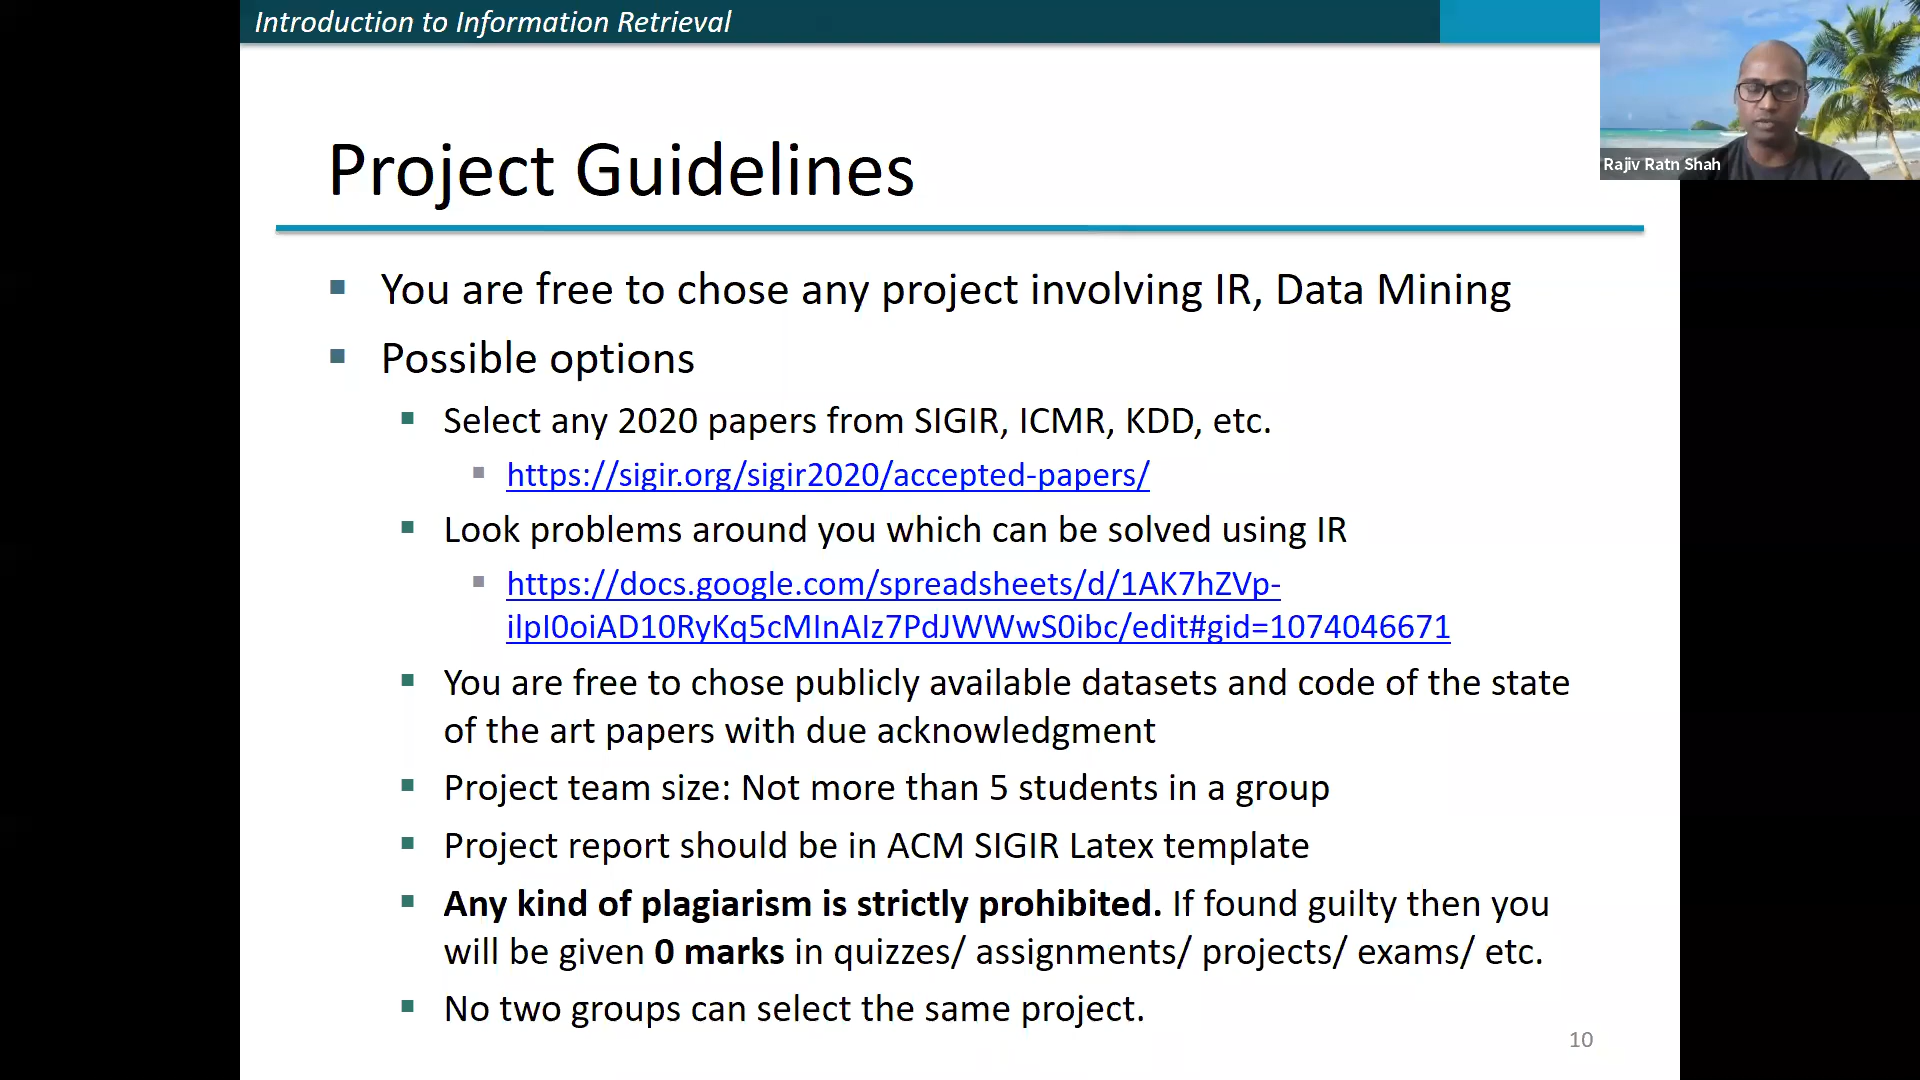 Introduction to Information Retrieval
Rajiv Ratn Shah
Project Guidelines
You are free to chose any project involving IR, Data Mining
Possible options
Select any 2020 papers from SIGIR, ICMR, KDD, etc.
https://sigir.org/sigir2020/accepted-papers/
Look problems around you which can be solved using IR
https://docs.google.com/spreadsheets/d/1AK7hZVp-
ilpI0oiAD10RyKq5cMInAIz7PdJWWwS0ibc/edit#gid=1074046671
You are free to chose publicly available datasets and code of the state
of the art papers with due acknowledgment
Project team size: Not more than 5 students in a group
Project report should be in ACM SIGIR Latex template
Any kind of plagiarism is strictly prohibited. If found guilty then you
will be given 0 marks in quizzes/ assignments/ projects/ exams/ etc.
No two groups can select the same project.
10